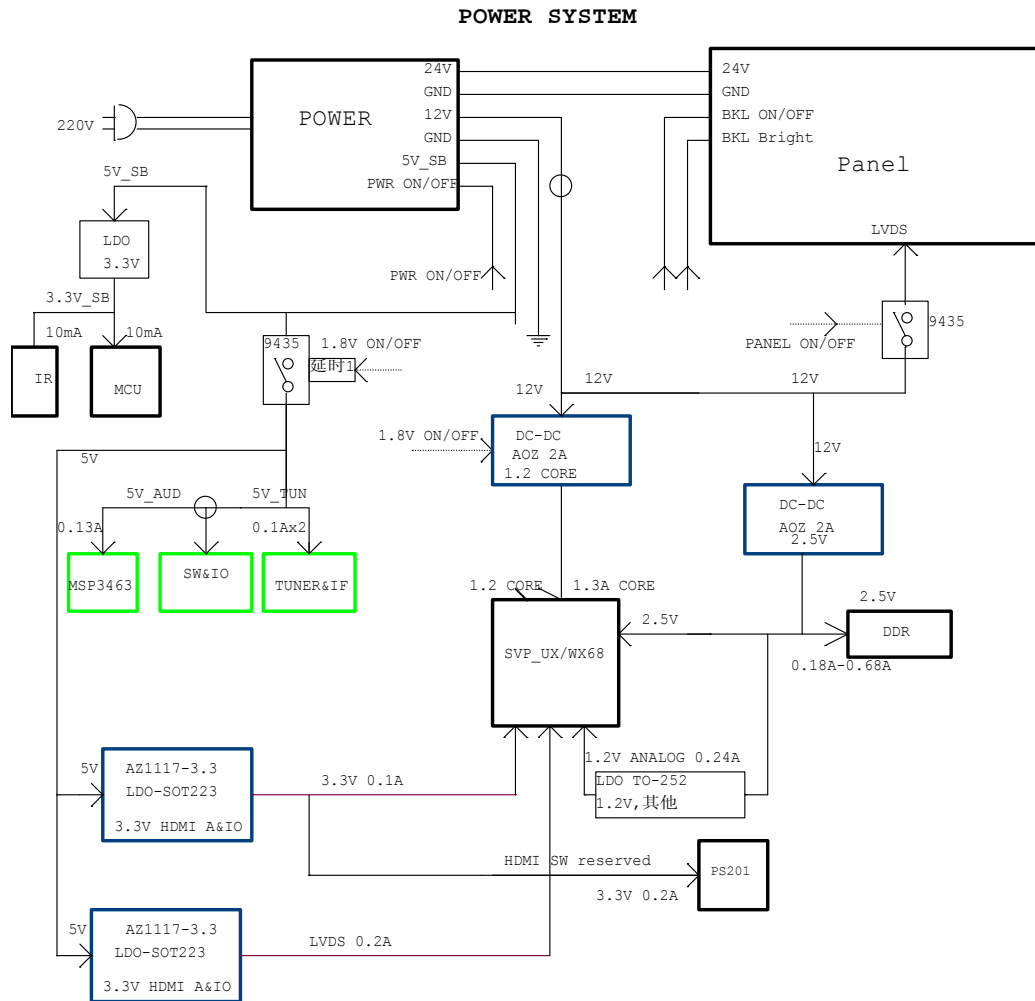 POWER SYSTEM
24V
GND
12V
GND
5V_SB
PWR ON/OFF
POWER
220V
24V
GND
BKL ON/OFF
BKL Bright
Panel
LVDS
5V_SB
LDO
3.3V
3.3V_SB
10mA
10mA
IR
MCU
PWR ON/OFF
9435
1.8V ON/OFF
延时1
PANEL ON/OFF
9435
12V
12V
12V
12V
1.8V ON/OFF
DC-DC
AOZ 2A
1.2 CORE
DC-DC
AOZ 2A
2.5V
5V
5V_AUD
5V_TUN
0.13A
0.1Ax2
MSP3463
SW&IO
TUNER&IF
1.2 CORE
1.3A CORE
SVP_UX/WX68
2.5V
2.5V
DDR
0.18A-0.68A
1.2V ANALOG 0.24A
LDO TO-252
1.2V,其他
5V
AZ1117-3.3
LDO-SOT223
3.3V HDMI A&IO
3.3V 0.1A
HDMI SW reserved
3.3V 0.2A
PS201
5V
AZ1117-3.3
LDO-SOT223
3.3V HDMI A&IO
LVDS 0.2A